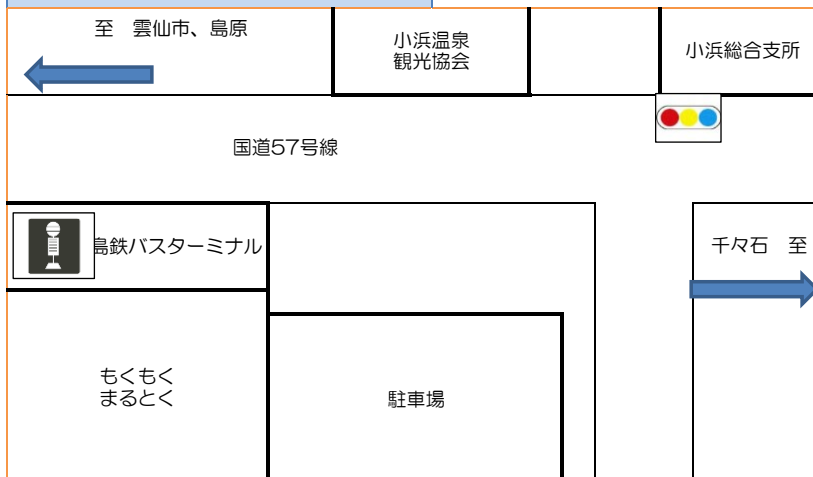 至　雲仙市、島原
小浜温泉
観光協会
小浜総合支所
国道57号線
島鉄バスターミナル
千々石　至
もくもく
まるとく
駐車場